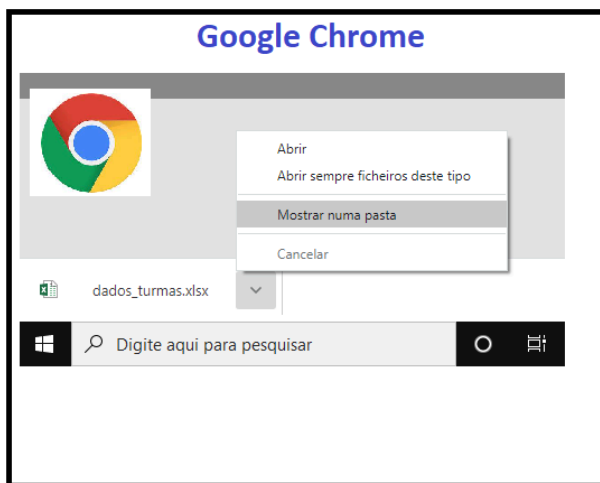 Google Chrome
Abrir
Abrir sempre ficheiros deste tipo
Mostrar numa pasta
Cancelar
dados_turmas.xlsx
Digite aqui para pesquisar